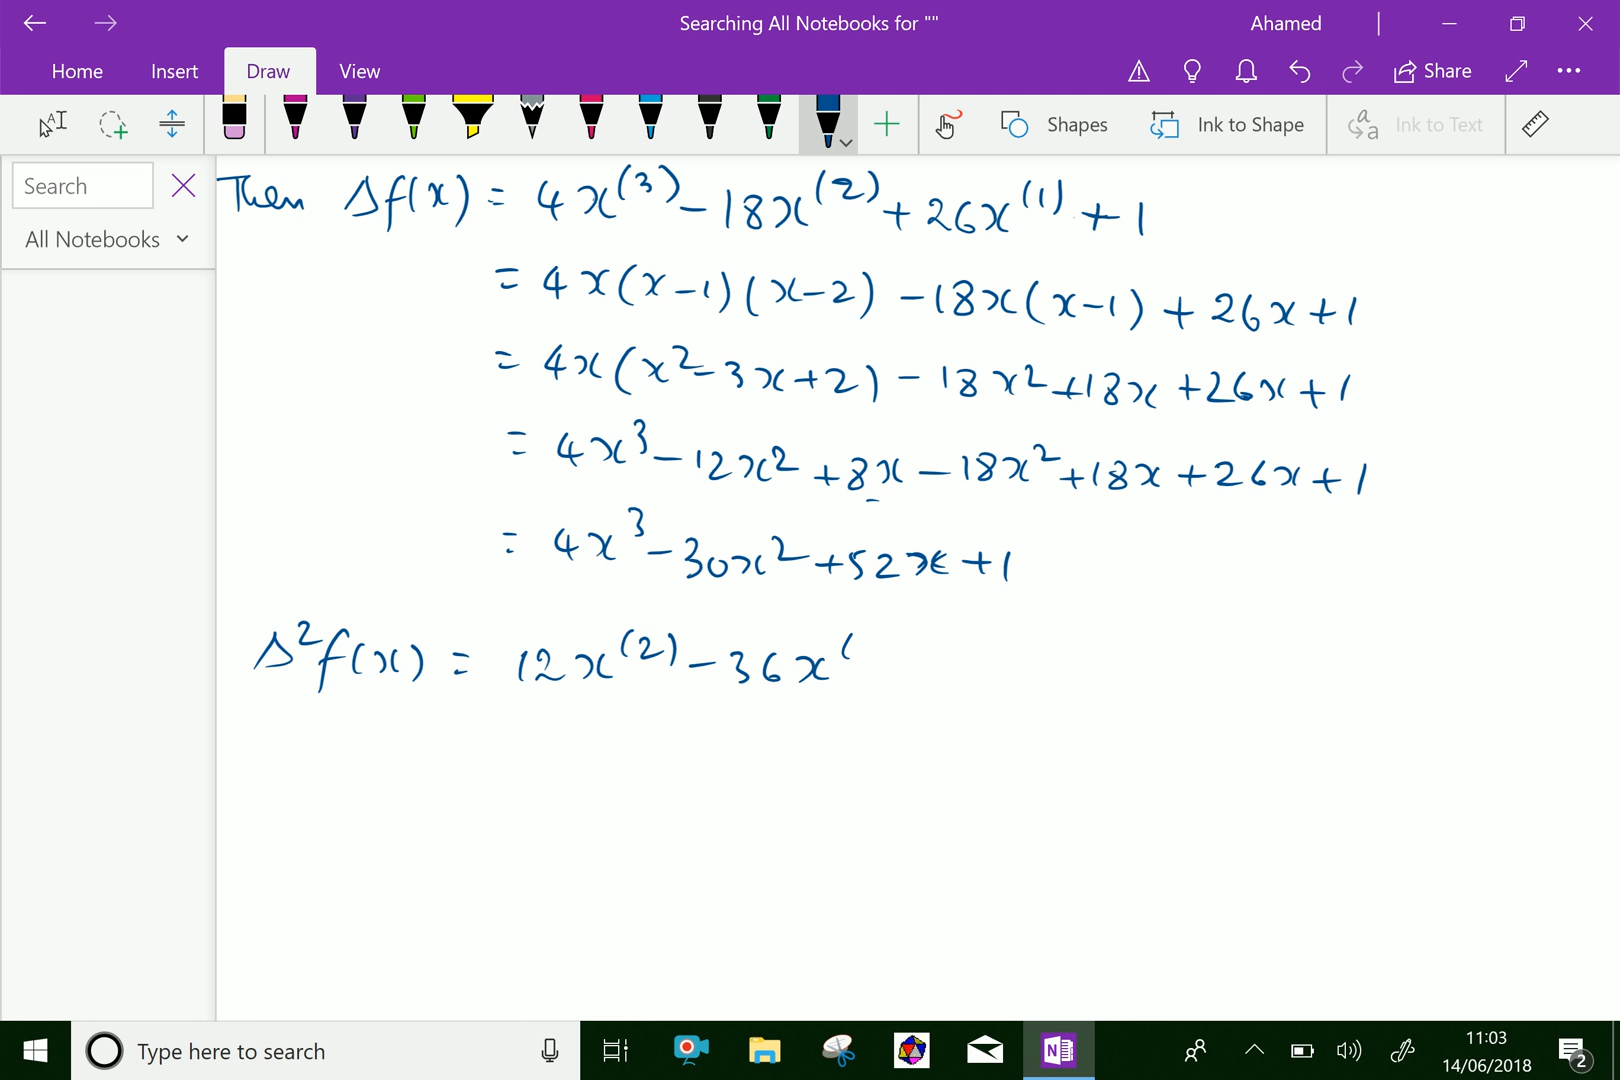 Searching All Notebooks for ""
Ahamed
Home Insert Draw View
Share
Shapes
Ink to Shape
Ink to Text
Search
All Notebooks
Then Δf(x) = 4x⁽³⁾ - 18x⁽²⁾ + 26x⁽¹⁾ + 1
= 4x(x-1)(x-2) - 18x(x-1) + 26x + 1
= 4x(x² - 3x + 2) - 18x² + 18x + 26x + 1
= 4x³ - 12x² + 8x - 18x² + 18x + 26x + 1
= 4x³ - 30x² + 52x + 1
Δ²f(x) = 12x⁽²⁾ - 36x⁽
Type here to search
11:03
14/06/2018
2